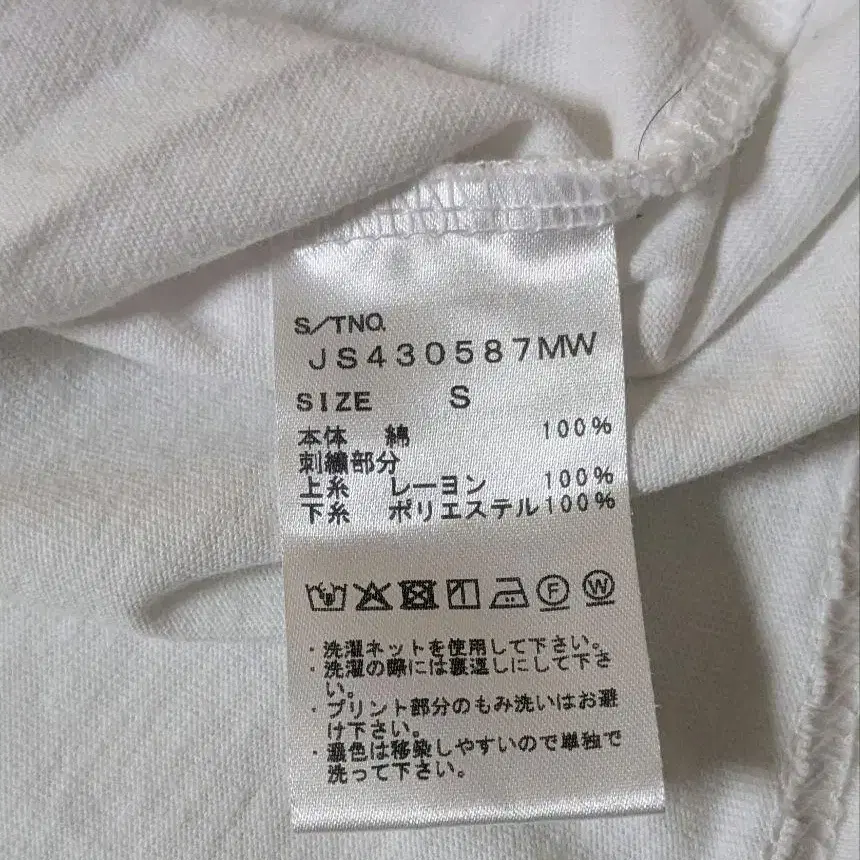 S/TNO.
JS430587MW
SIZE S
本体 綿 100%
刺繍部分
上糸 レーヨン 100%
下糸 ポリエステル100%
F W
・洗濯ネットを使用して下さい。
・洗濯の際には裏返しにして下さ
い。
・プリント部分のもみ洗いはお避
け下さい。
・濃色は移染しやすいので単独で
洗って下さい。